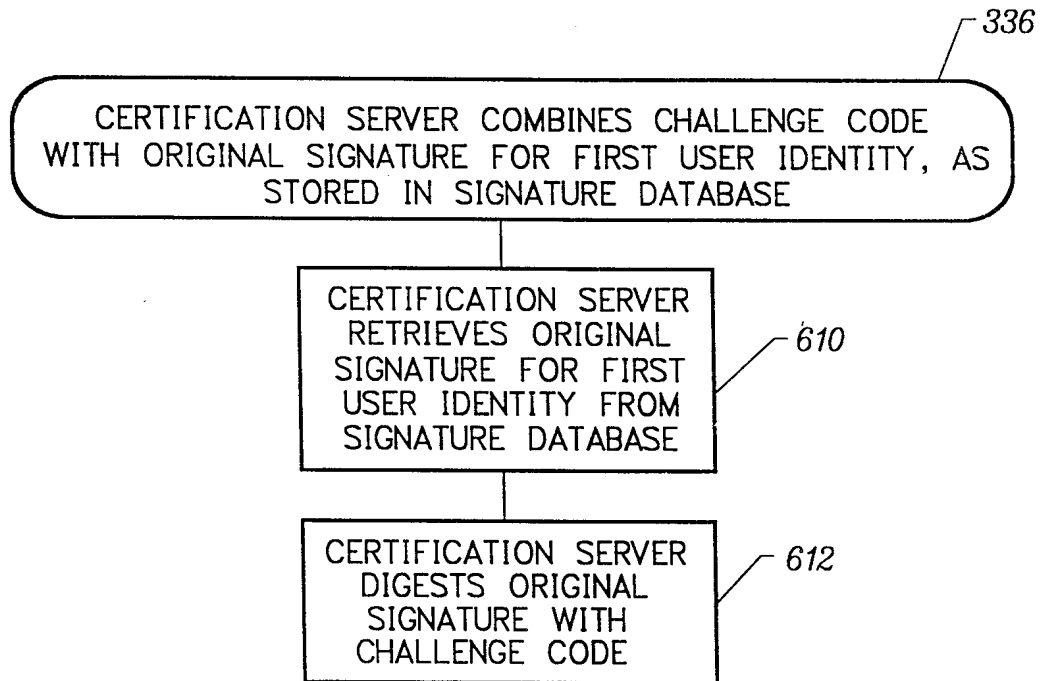 336
CERTIFICATION SERVER COMBINES CHALLENGE CODE
WITH ORIGINAL SIGNATURE FOR FIRST USER IDENTITY, AS
STORED IN SIGNATURE DATABASE
CERTIFICATION SERVER
RETRIEVES ORIGINAL
SIGNATURE FOR FIRST
USER IDENTITY FROM
SIGNATURE DATABASE
610
CERTIFICATION SERVER
DIGESTS ORIGINAL
SIGNATURE WITH
CHALLENGE CODE
612